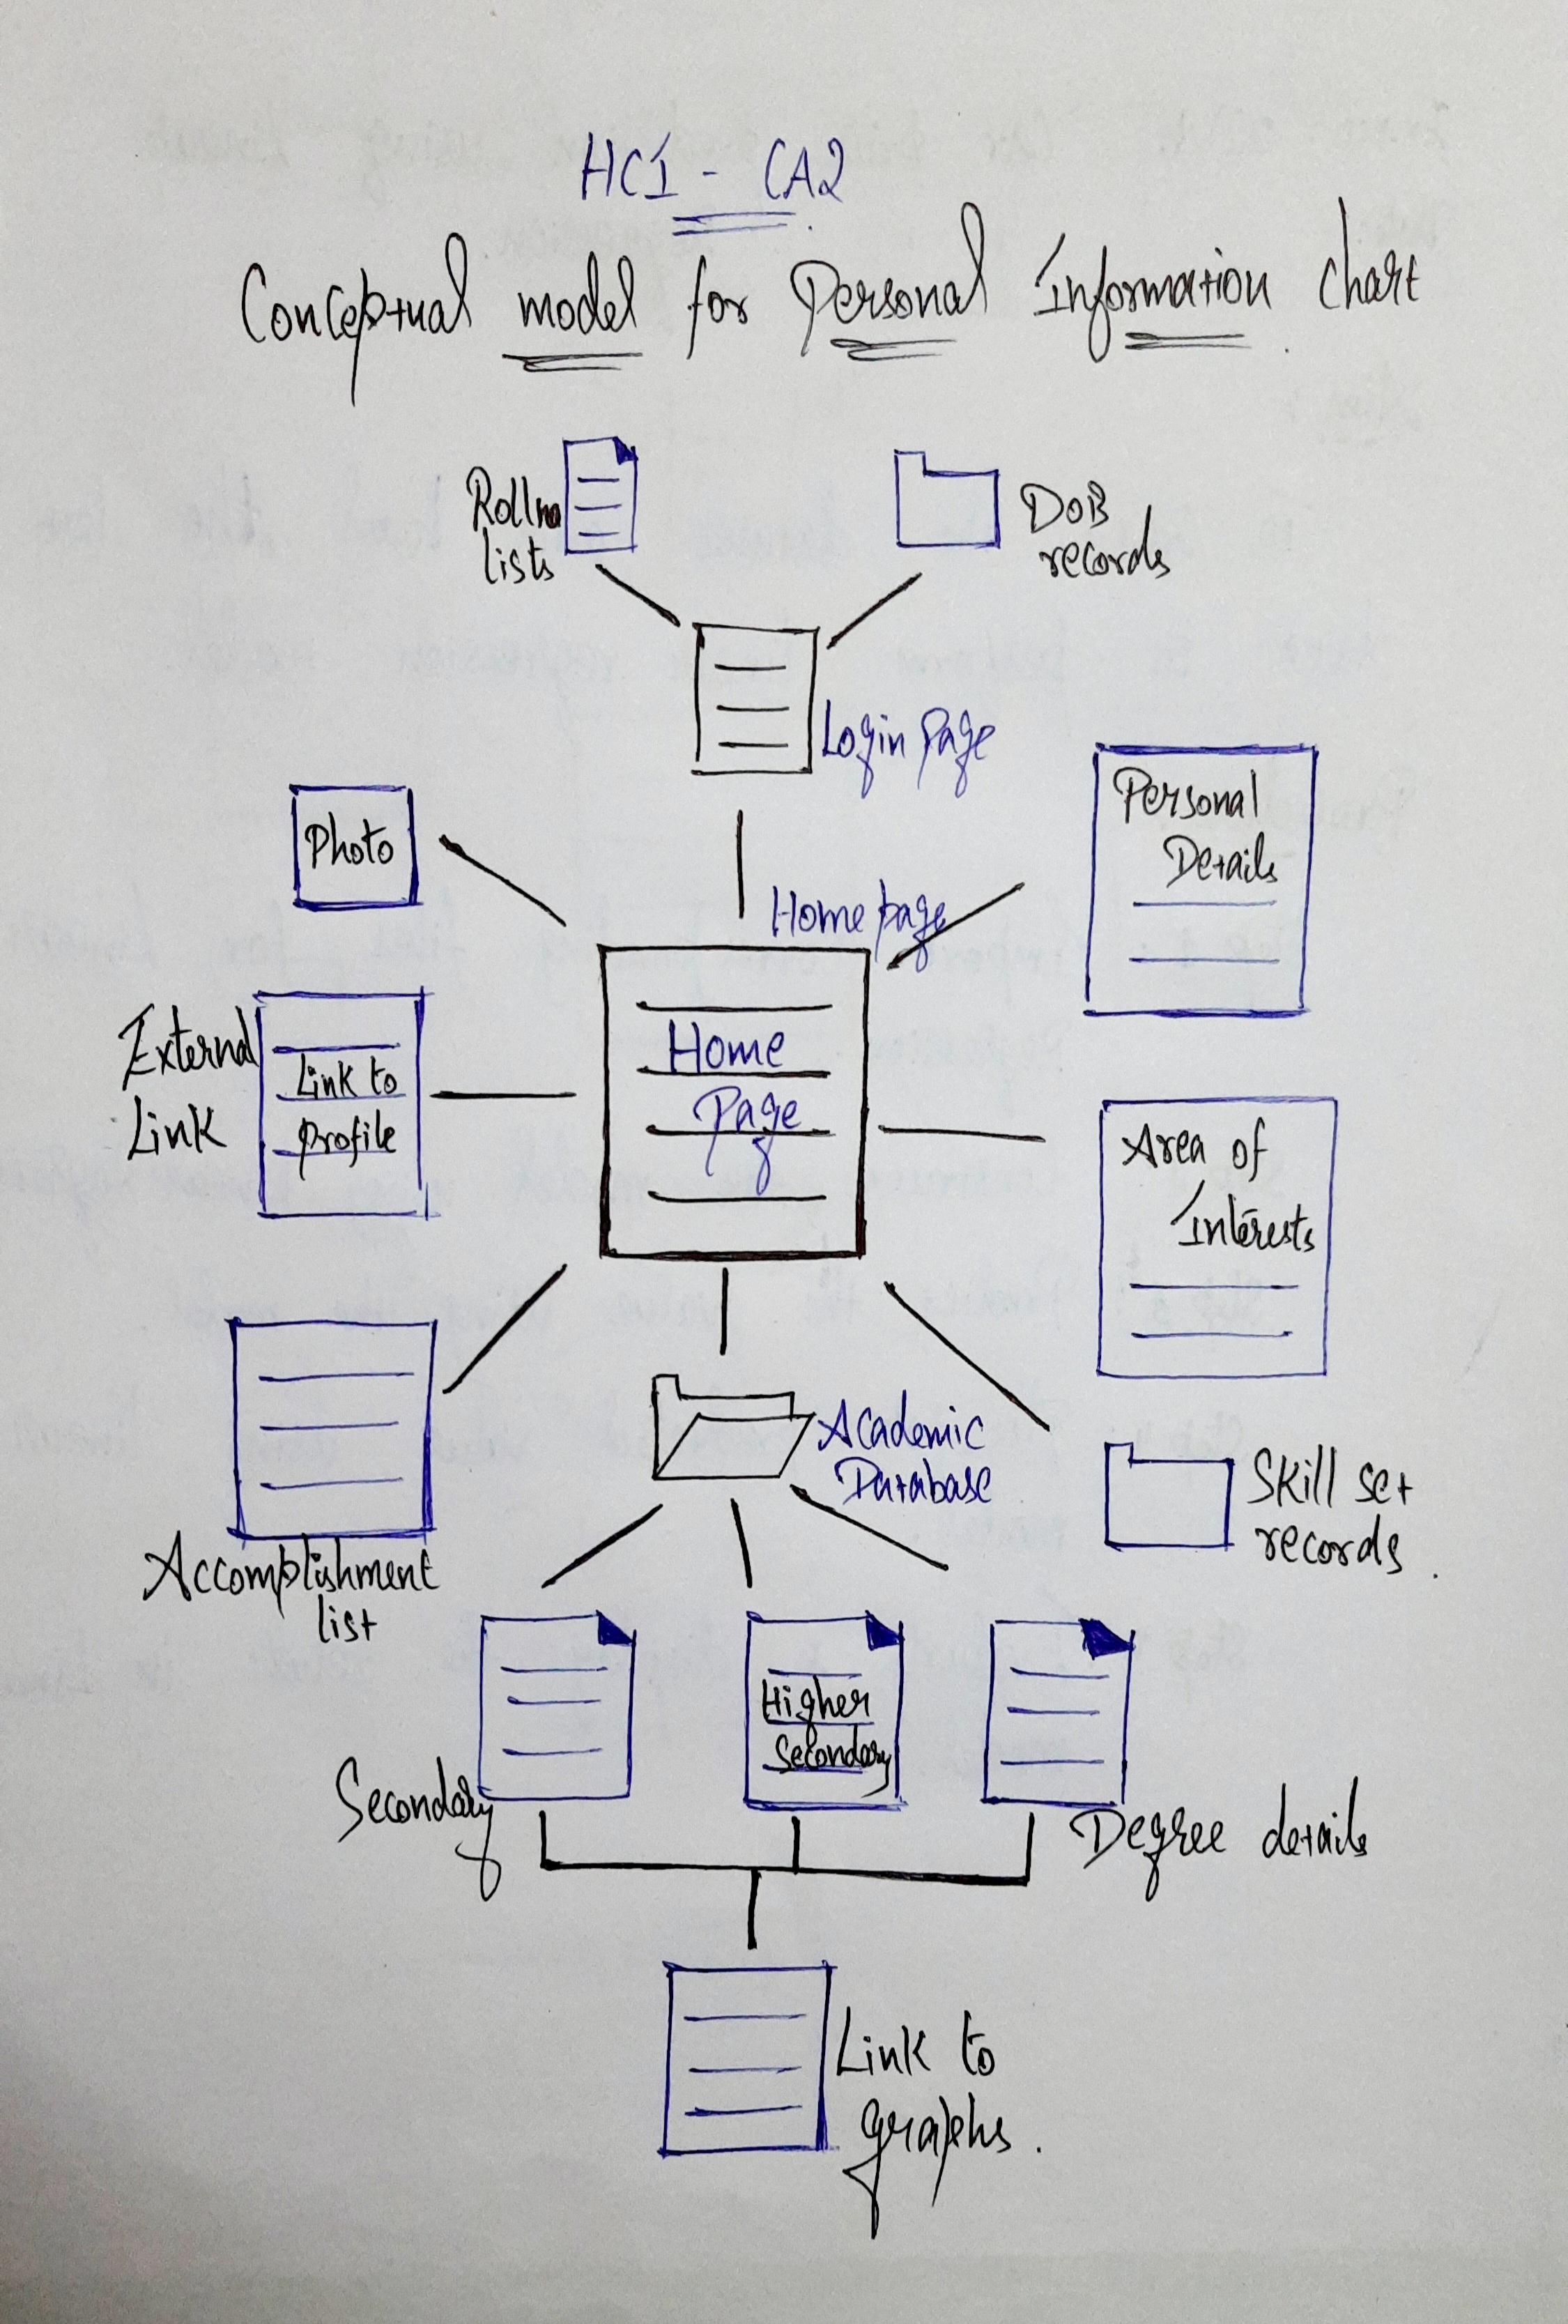 HCI - CA2
Conceptual model for Personal Information chart
Rollno
lists
DOB
records
Login Page
Photo
Personal
Details
Homepage
External
Link
Link to
profile
Home
Page
Area of
Interests
Accomplishment
list
Academic
Database
Skill set
records.
Secondary
Higher
Secondary
Degree details
Link to
graphs.